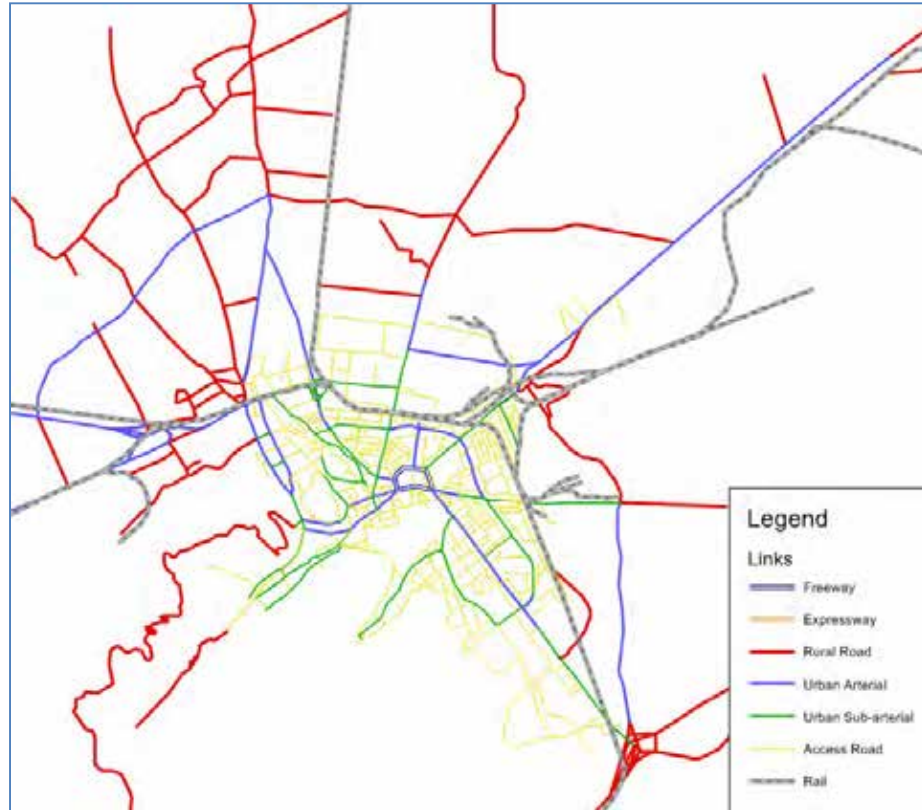 Legend
Links
Freeway
Expressway
Rural Road
Urban Arterial
Urban Sub-arterial
Access Road
Rail